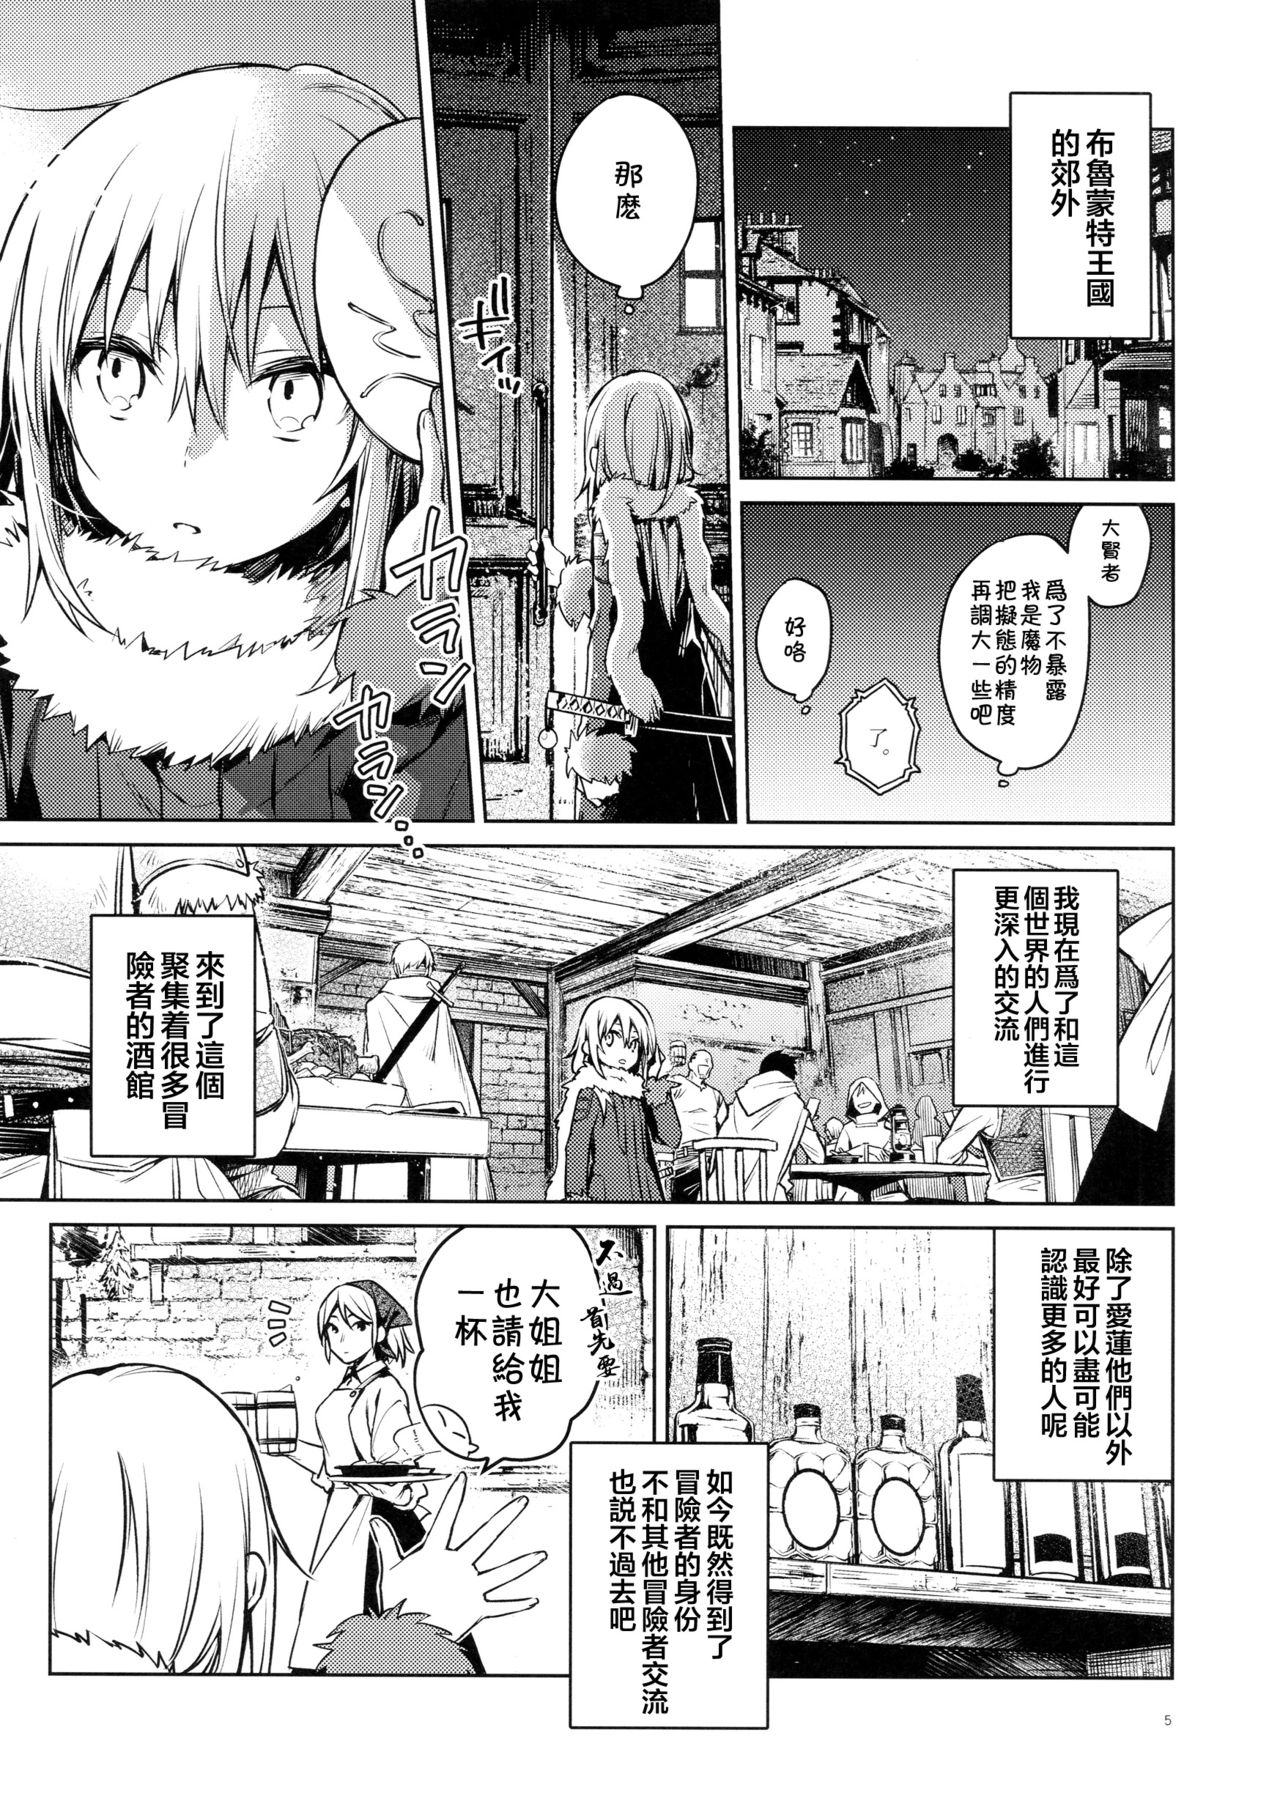 布魯蒙特王國
的郊外
大賢者
爲了不暴露
我是魔物
把擬態的精度
再調大一些吧
了。
好咯
那麽
ギィッ
カラン
カラン…
我現在爲了和這
個世界的人們進行
更深入的交流
來到了這個
聚集着很多冒
險者的酒館
除了愛蓮他們以外
最好可以盡可能
認識更多的人呢
如今既然得到了
冒險者的身份
不和其他冒險者交流
也説不過去吧
不過
首先要
大姐姐
也請給我
一杯
5